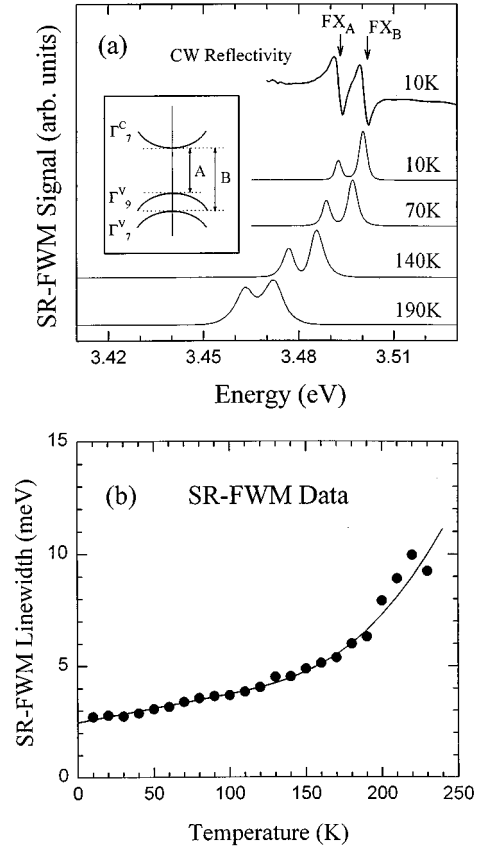 (a)
FX_A
FX_B
CW Reflectivity
10K
Γ^C_7
A
B
Γ^V_9
Γ^V_7
10K
70K
140K
190K
SR-FWM Signal (arb. units)
3.42 3.45 3.48 3.51
Energy (eV)
(b) SR-FWM Data
SR-FWM Linewidth (meV)
15
10
5
0
0 50 100 150 200 250
Temperature (K)